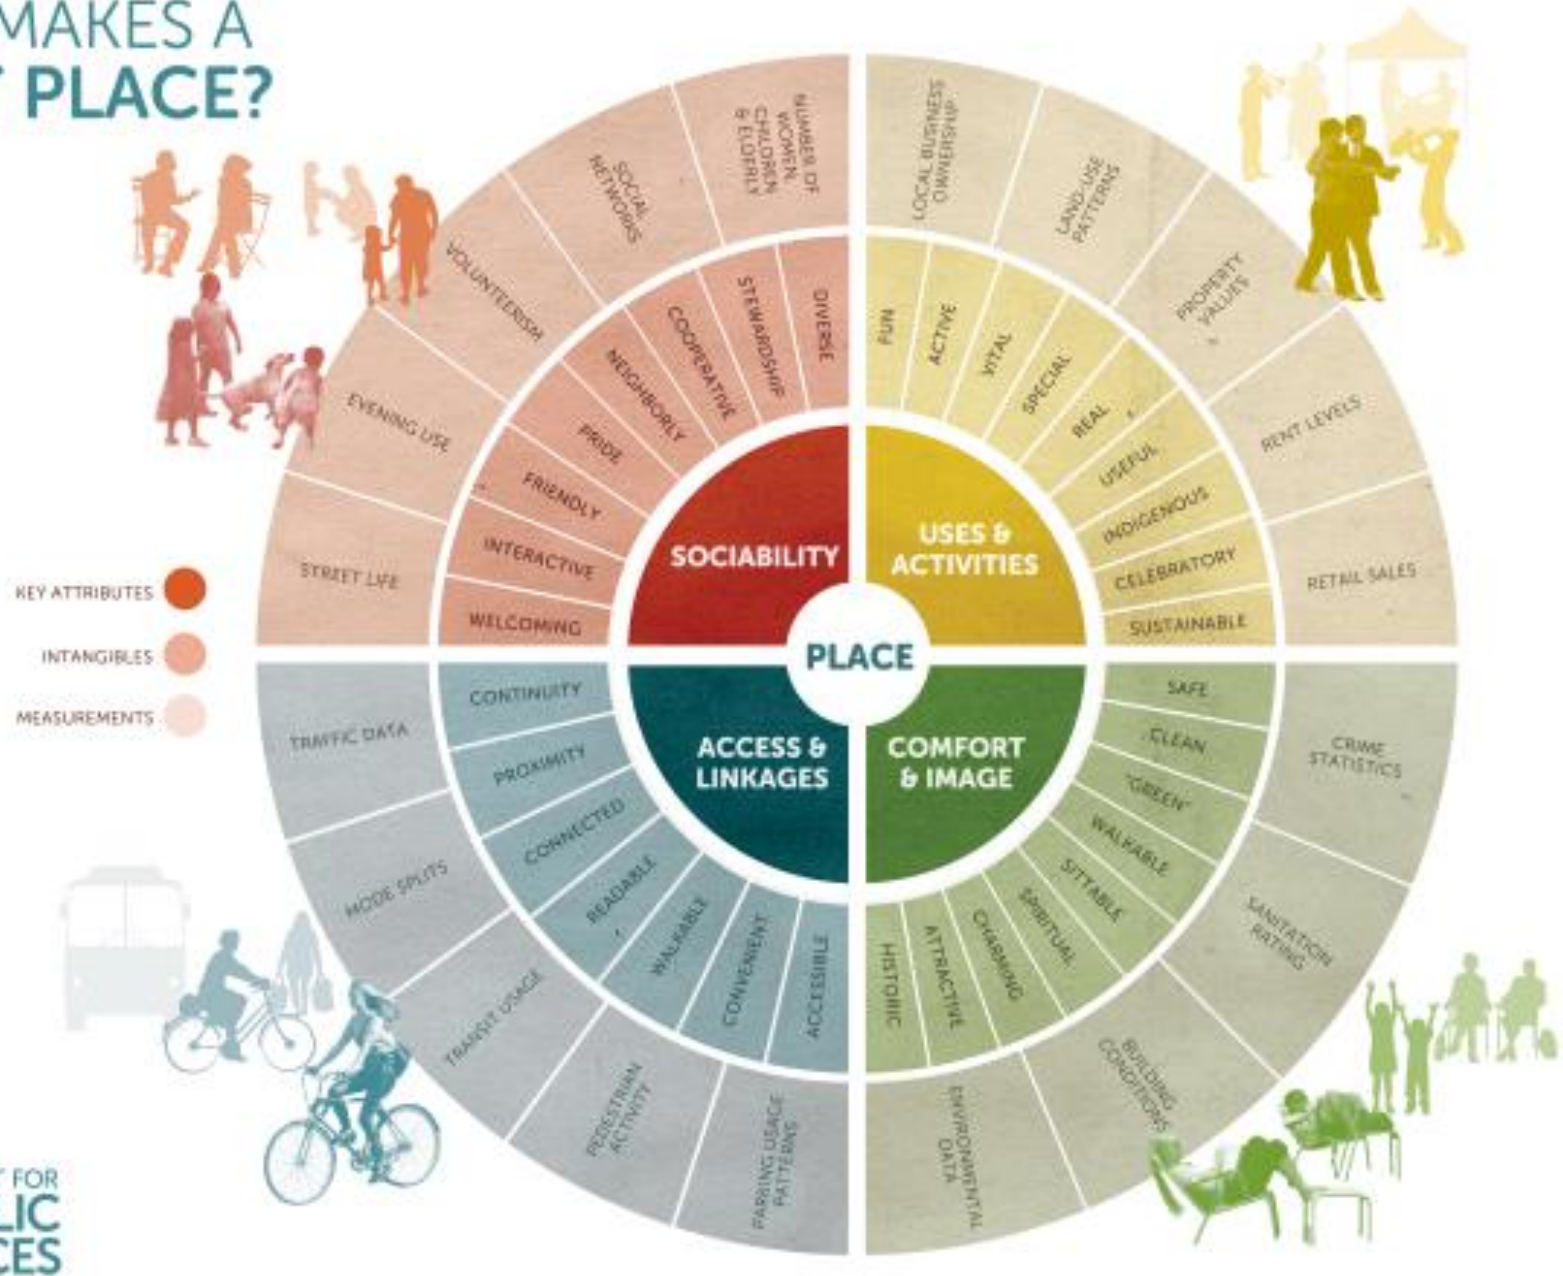 MAKES A
PLACE?
KEY ATTRIBUTES
INTANGIBLES
MEASUREMENTS
PLACE
SOCIABILITY
USES &
ACTIVITIES
ACCESS &
LINKAGES
COMFORT
& IMAGE
WELCOMING
INTERACTIVE
FRIENDLY
PRIDE
NEIGHBORLY
COOPERATIVE
STEWARDSHIP
DIVERSE
FUN
ACTIVE
VITAL
SPECIAL
REAL
USEFUL
INDIGENOUS
CELEBRATORY
SUSTAINABLE
SAFE
CLEAN
"GREEN"
WALKABLE
SITTABLE
SPIRITUAL
CHARMING
ATTRACTIVE
HISTORIC
ACCESSIBLE
CONVENIENT
WALKABLE
READABLE
CONNECTED
PROXIMITY
CONTINUITY
STREET LIFE
EVENING USE
VOLUNTEERISM
SOCIAL
NETWORKS
NUMBER OF
WOMEN,
CHILDREN
& ELDERLY
LOCAL BUSINESS
OWNERSHIP
LAND-USE
PATTERNS
PROPERTY
VALUES
RENT LEVELS
RETAIL SALES
CRIME
STATISTICS
SANITATION
RATING
BUILDING
CONDITIONS
ENVIRONMENTAL
DATA
PARKING USAGE
PATTERNS
PEDESTRIAN
ACTIVITY
TRANSIT USAGE
MODE SPLITS
TRAFFIC DATA
FOR
LIC
CES